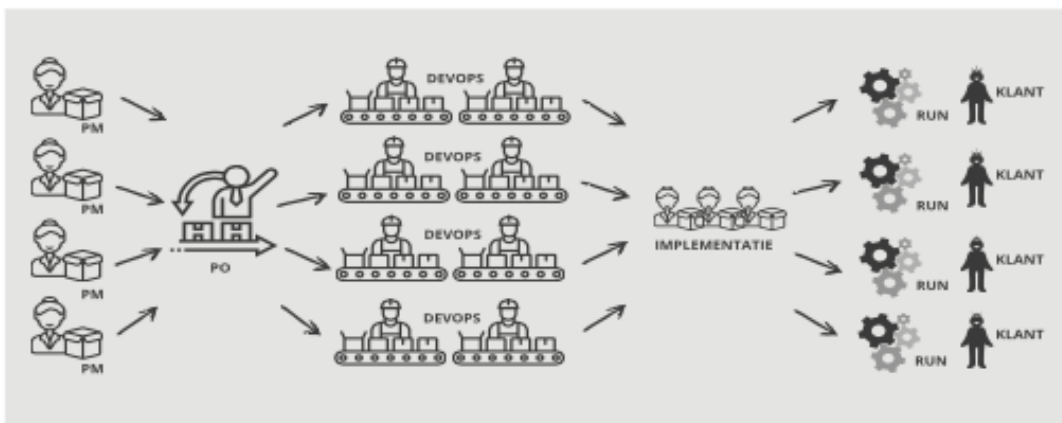 PM
PM
PM
PM
PO
DEVOPS
DEVOPS
DEVOPS
DEVOPS
IMPLEMENTATIE
RUN
KLANT
RUN
KLANT
RUN
KLANT
RUN
KLANT